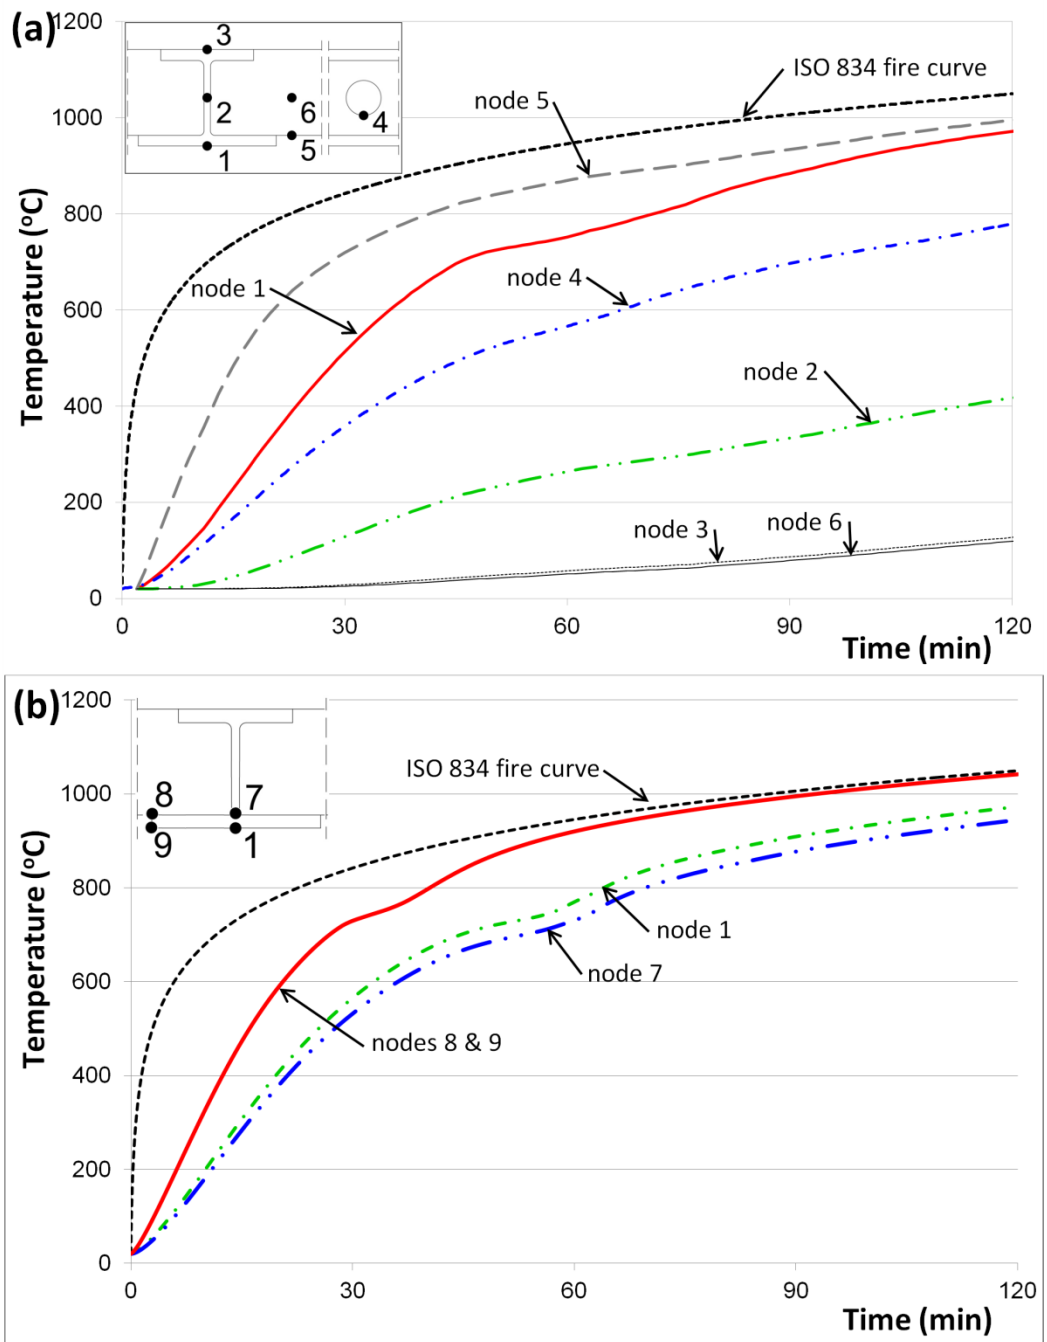 (a)
1200
1000
800
600
400
200
0
Temperature (oC)
3
2
6
4
5
1
ISO 834 fire curve
node 5
node 1
node 4
node 2
node 3
node 6
0 30 60 90 120
Time (min)
(b)
1200
1000
800
600
400
200
0
Temperature (oC)
8 7
9 1
ISO 834 fire curve
node 1
node 7
nodes 8 & 9
0 30 60 90 120
Time (min)